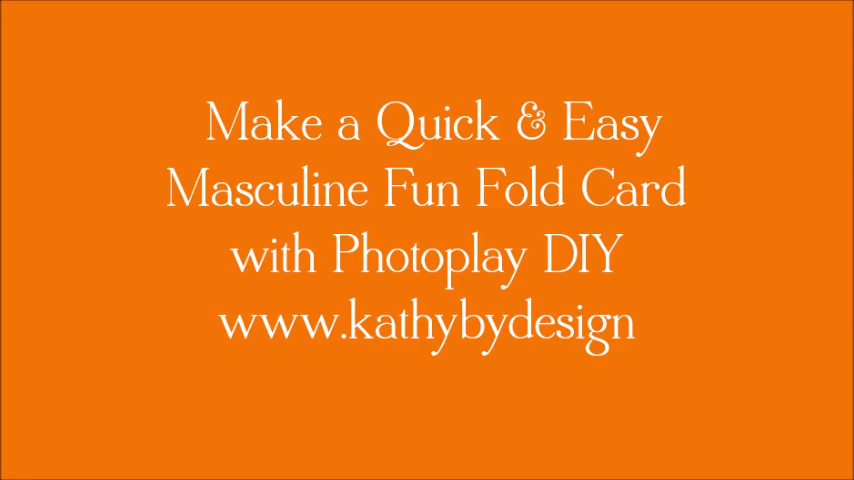 Make a Quick & Easy
Masculine Fun Fold Card
with Photoplay DIY
www.kathybydesign